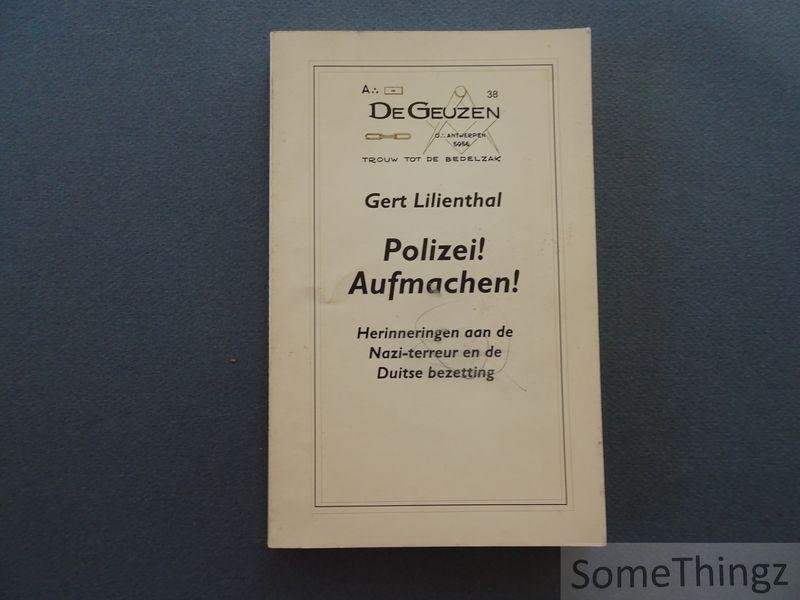 A∴
38
DE GEUZEN
O∴ ANTWERPEN
5956
TROUW TOT DE BEDELZAK
Gert Lilienthal
Polizei!
Aufmachen!
Herinneringen aan de
Nazi-terreur en de
Duitse bezetting
SomeThingz